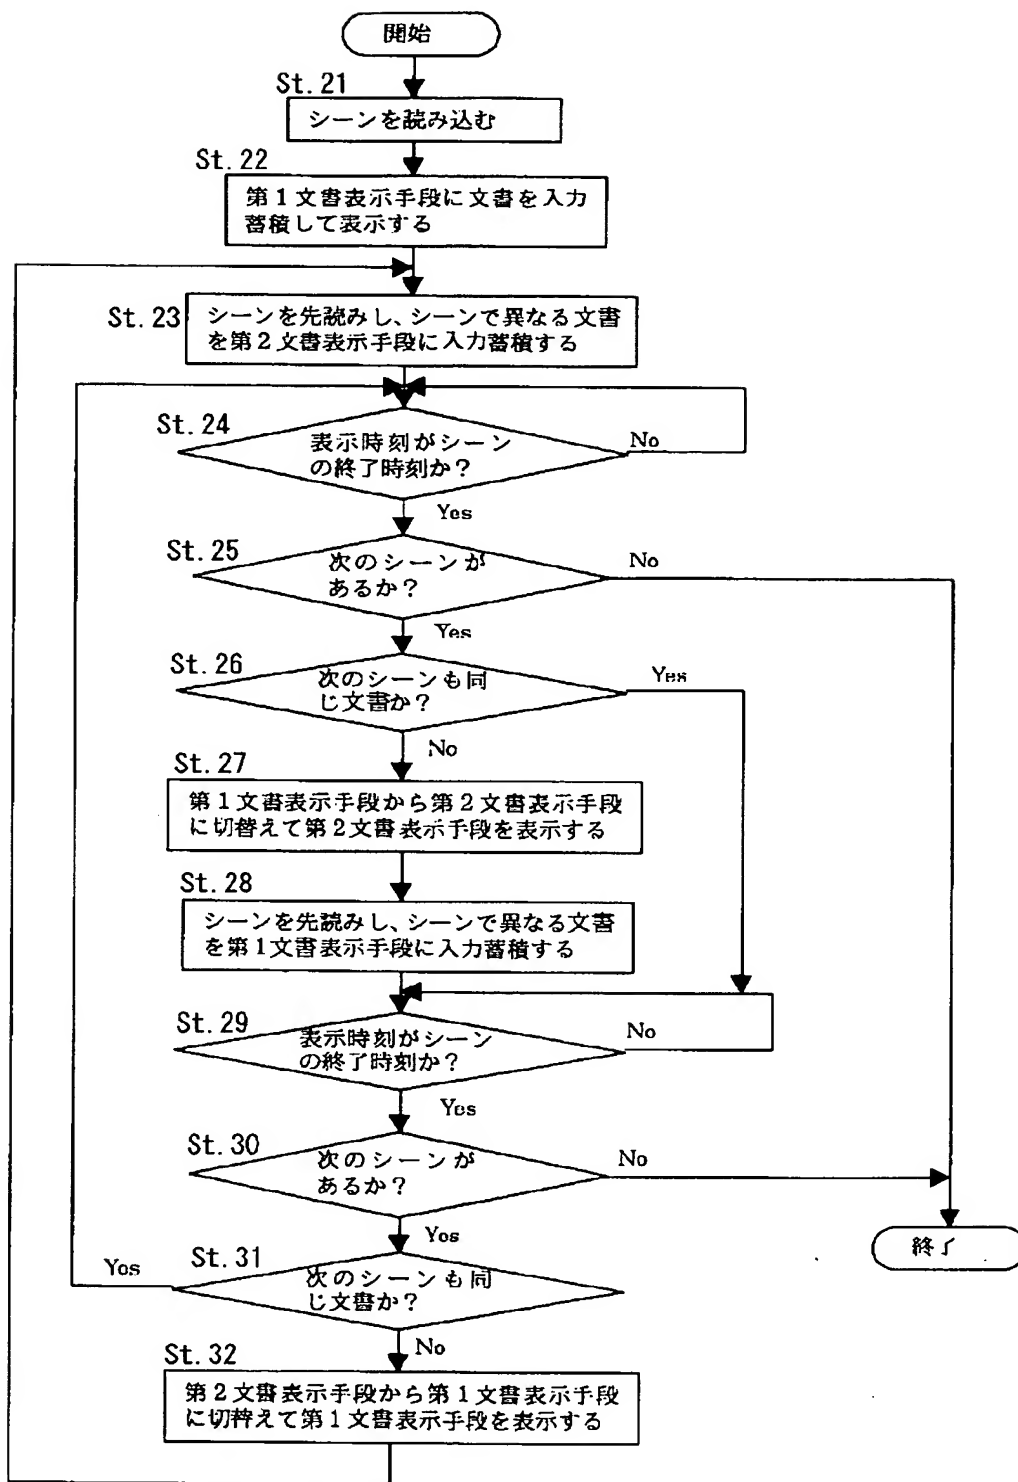 開始
St.21
シーンを読み込む
St.22
第1文書表示手段に文書を入力
蓄積して表示する
St.23
シーンを先読みし、シーンで異なる文書
を第2文書表示手段に入力蓄積する
St.24
表示時刻がシーン
の終了時刻か?
No
Yes
St.25
次のシーンが
あるか?
No
Yes
St.26
次のシーンも同
じ文書か?
Yes
No
St.27
第1文書表示手段から第2文書表示手段
に切替えて第2文書表示手段を表示する
St.28
シーンを先読みし、シーンで異なる文書
を第1文書表示手段に入力蓄積する
St.29
表示時刻がシーン
の終了時刻か?
No
Yes
St.30
次のシーンが
あるか?
No
Yes
終了
St.31
Yes
次のシーンも同
じ文書か?
No
St.32
第2文書表示手段から第1文書表示手段
に切替えて第1文書表示手段を表示する